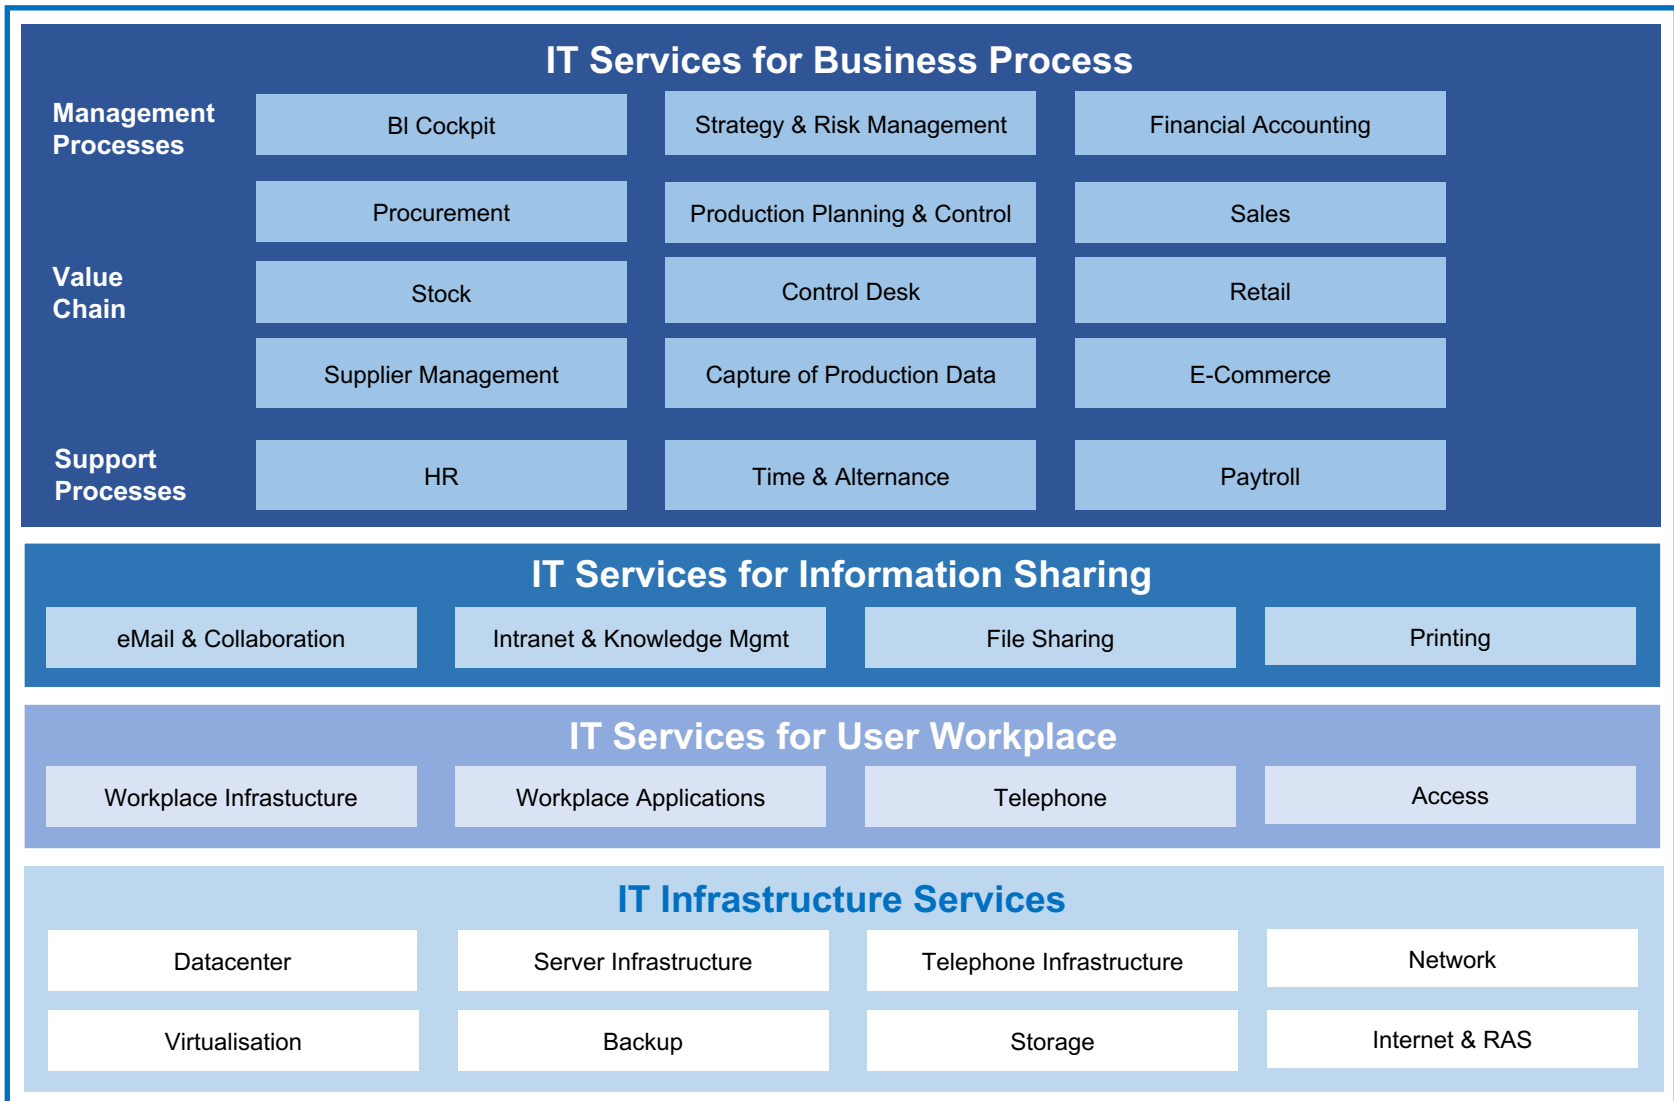 IT Services for Business Process
Management
Processes
BI Cockpit
Strategy & Risk Management
Financial Accounting
Procurement
Production Planning & Control
Sales
Value
Chain
Stock
Control Desk
Retail
Supplier Management
Capture of Production Data
E-Commerce
Support
Processes
HR
Time & Alternance
Paytroll
IT Services for Information Sharing
eMail & Collaboration
Intranet & Knowledge Mgmt
File Sharing
Printing
IT Services for User Workplace
Workplace Infrastucture
Workplace Applications
Telephone
Access
IT Infrastructure Services
Datacenter
Server Infrastructure
Telephone Infrastructure
Network
Virtualisation
Backup
Storage
Internet & RAS